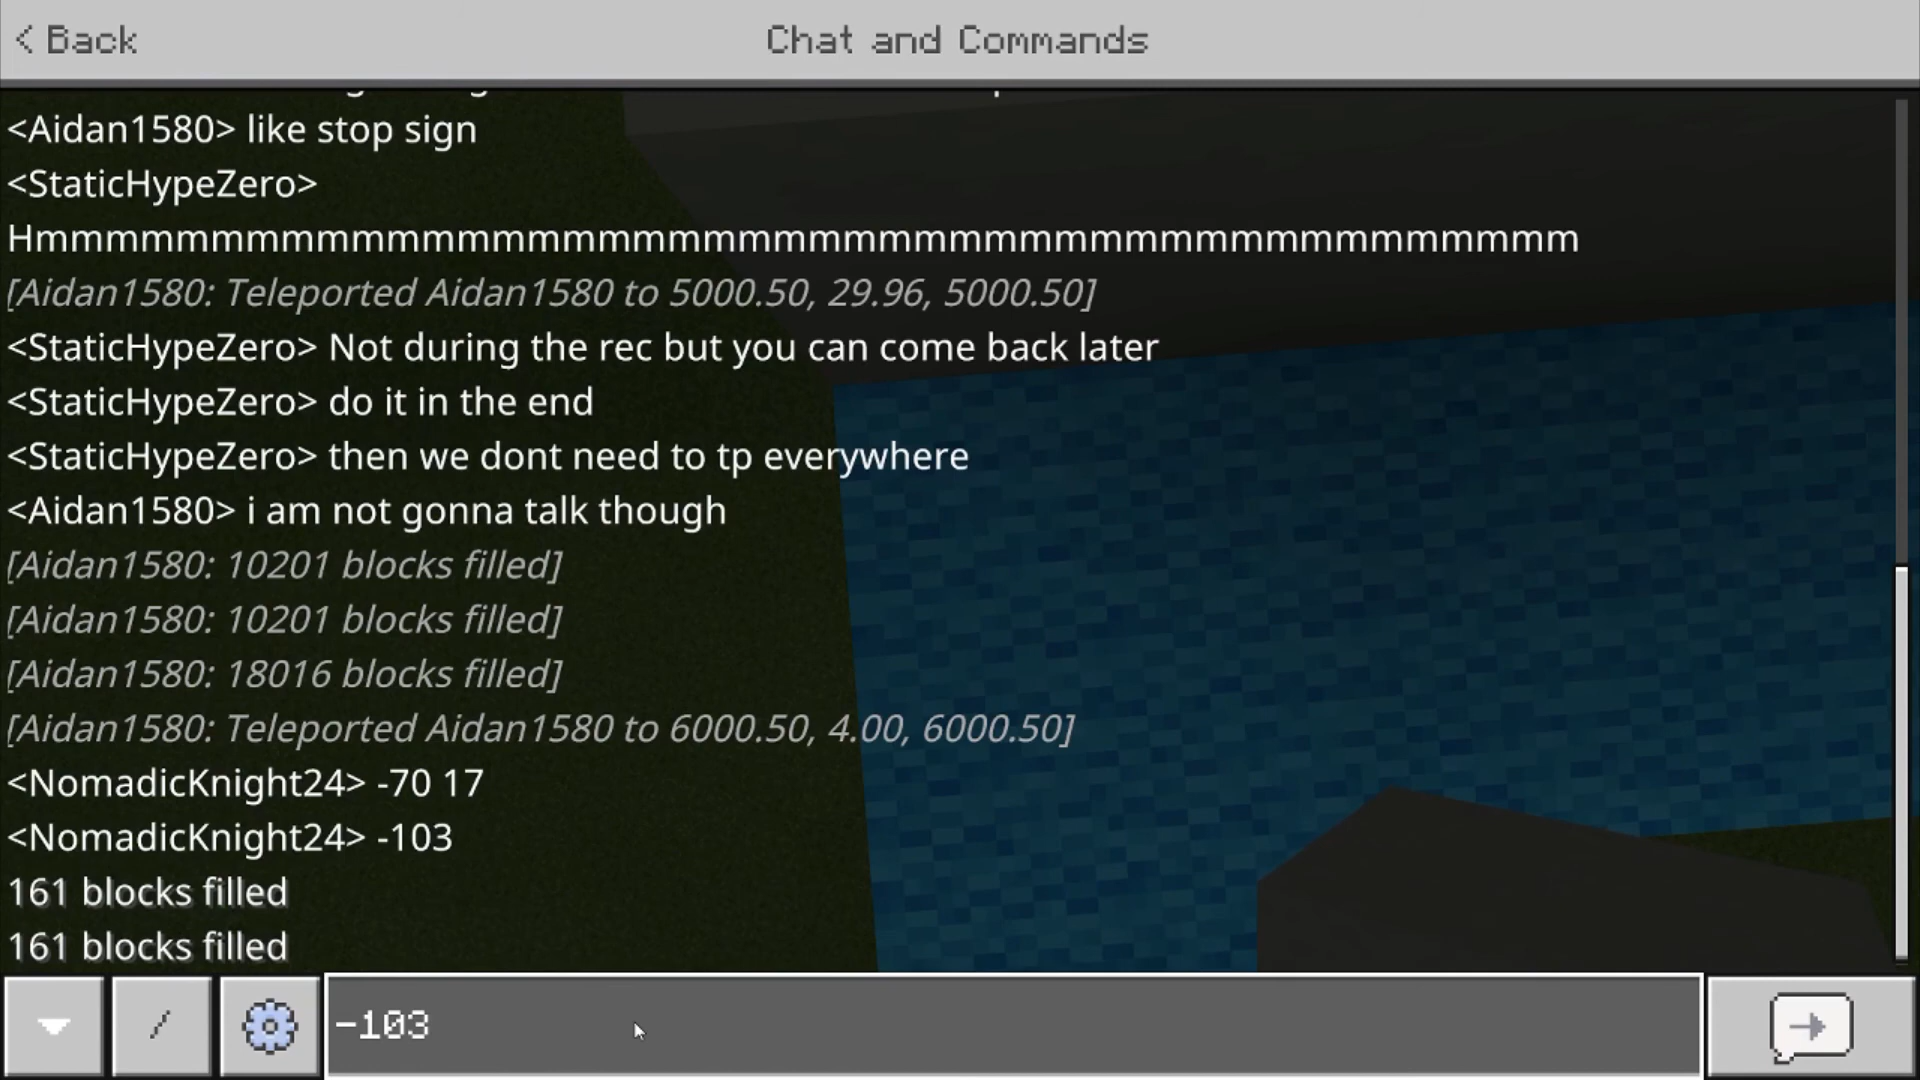 < Back
Chat and Commands
<Aidan1580> like stop sign
<StaticHypeZero>
Hmmmmmmmmmmmmmmmmmmmmmmmmmmmmmmmmmmmmmmmmmmmm
[Aidan1580: Teleported Aidan1580 to 5000.50, 29.96, 5000.50]
<StaticHypeZero> Not during the rec but you can come back later
<StaticHypeZero> do it in the end
<StaticHypeZero> then we dont need to tp everywhere
<Aidan1580> i am not gonna talk though
[Aidan1580: 10201 blocks filled]
[Aidan1580: 10201 blocks filled]
[Aidan1580: 18016 blocks filled]
[Aidan1580: Teleported Aidan1580 to 6000.50, 4.00, 6000.50]
<NomadicKnight24> -70 17
<NomadicKnight24> -103
161 blocks filled
161 blocks filled
/
-103